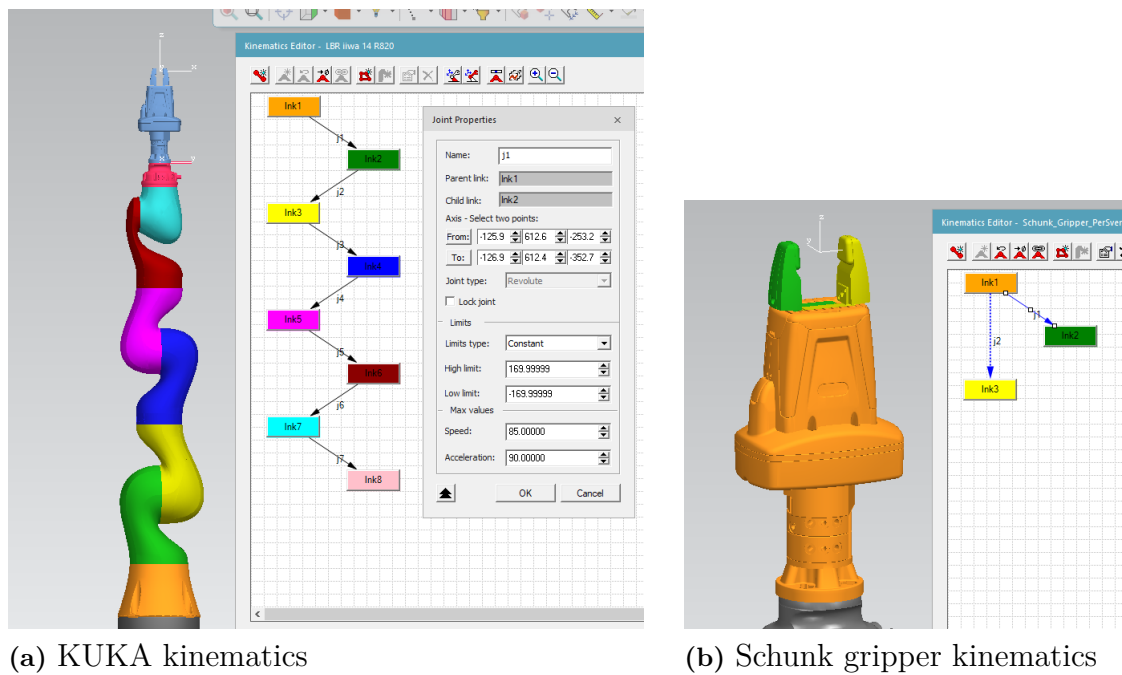 z
x
x
y
Kinematics Editor - LBR iiwa 14 R820
lnk1
j1
lnk2
j2
lnk3
j3
lnk4
j4
lnk5
j5
lnk6
j6
lnk7
j7
lnk8
Joint Properties
Name: j1
Parent link: lnk1
Child link: lnk2
Axis - Select two points:
From: -125.9 612.6 -253.2
To: -126.9 612.4 -352.7
Joint type: Revolute
Lock joint
Limits
Limits type: Constant
High limit: 169.99999
Low limit: -169.99999
Max values
Speed: 85.00000
Acceleration: 90.00000
OK Cancel
(a) KUKA kinematics
Kinematics Editor - Schunk_Gripper_PerSver
lnk1
j1
lnk2
j2
lnk3
(b) Schunk gripper kinematics